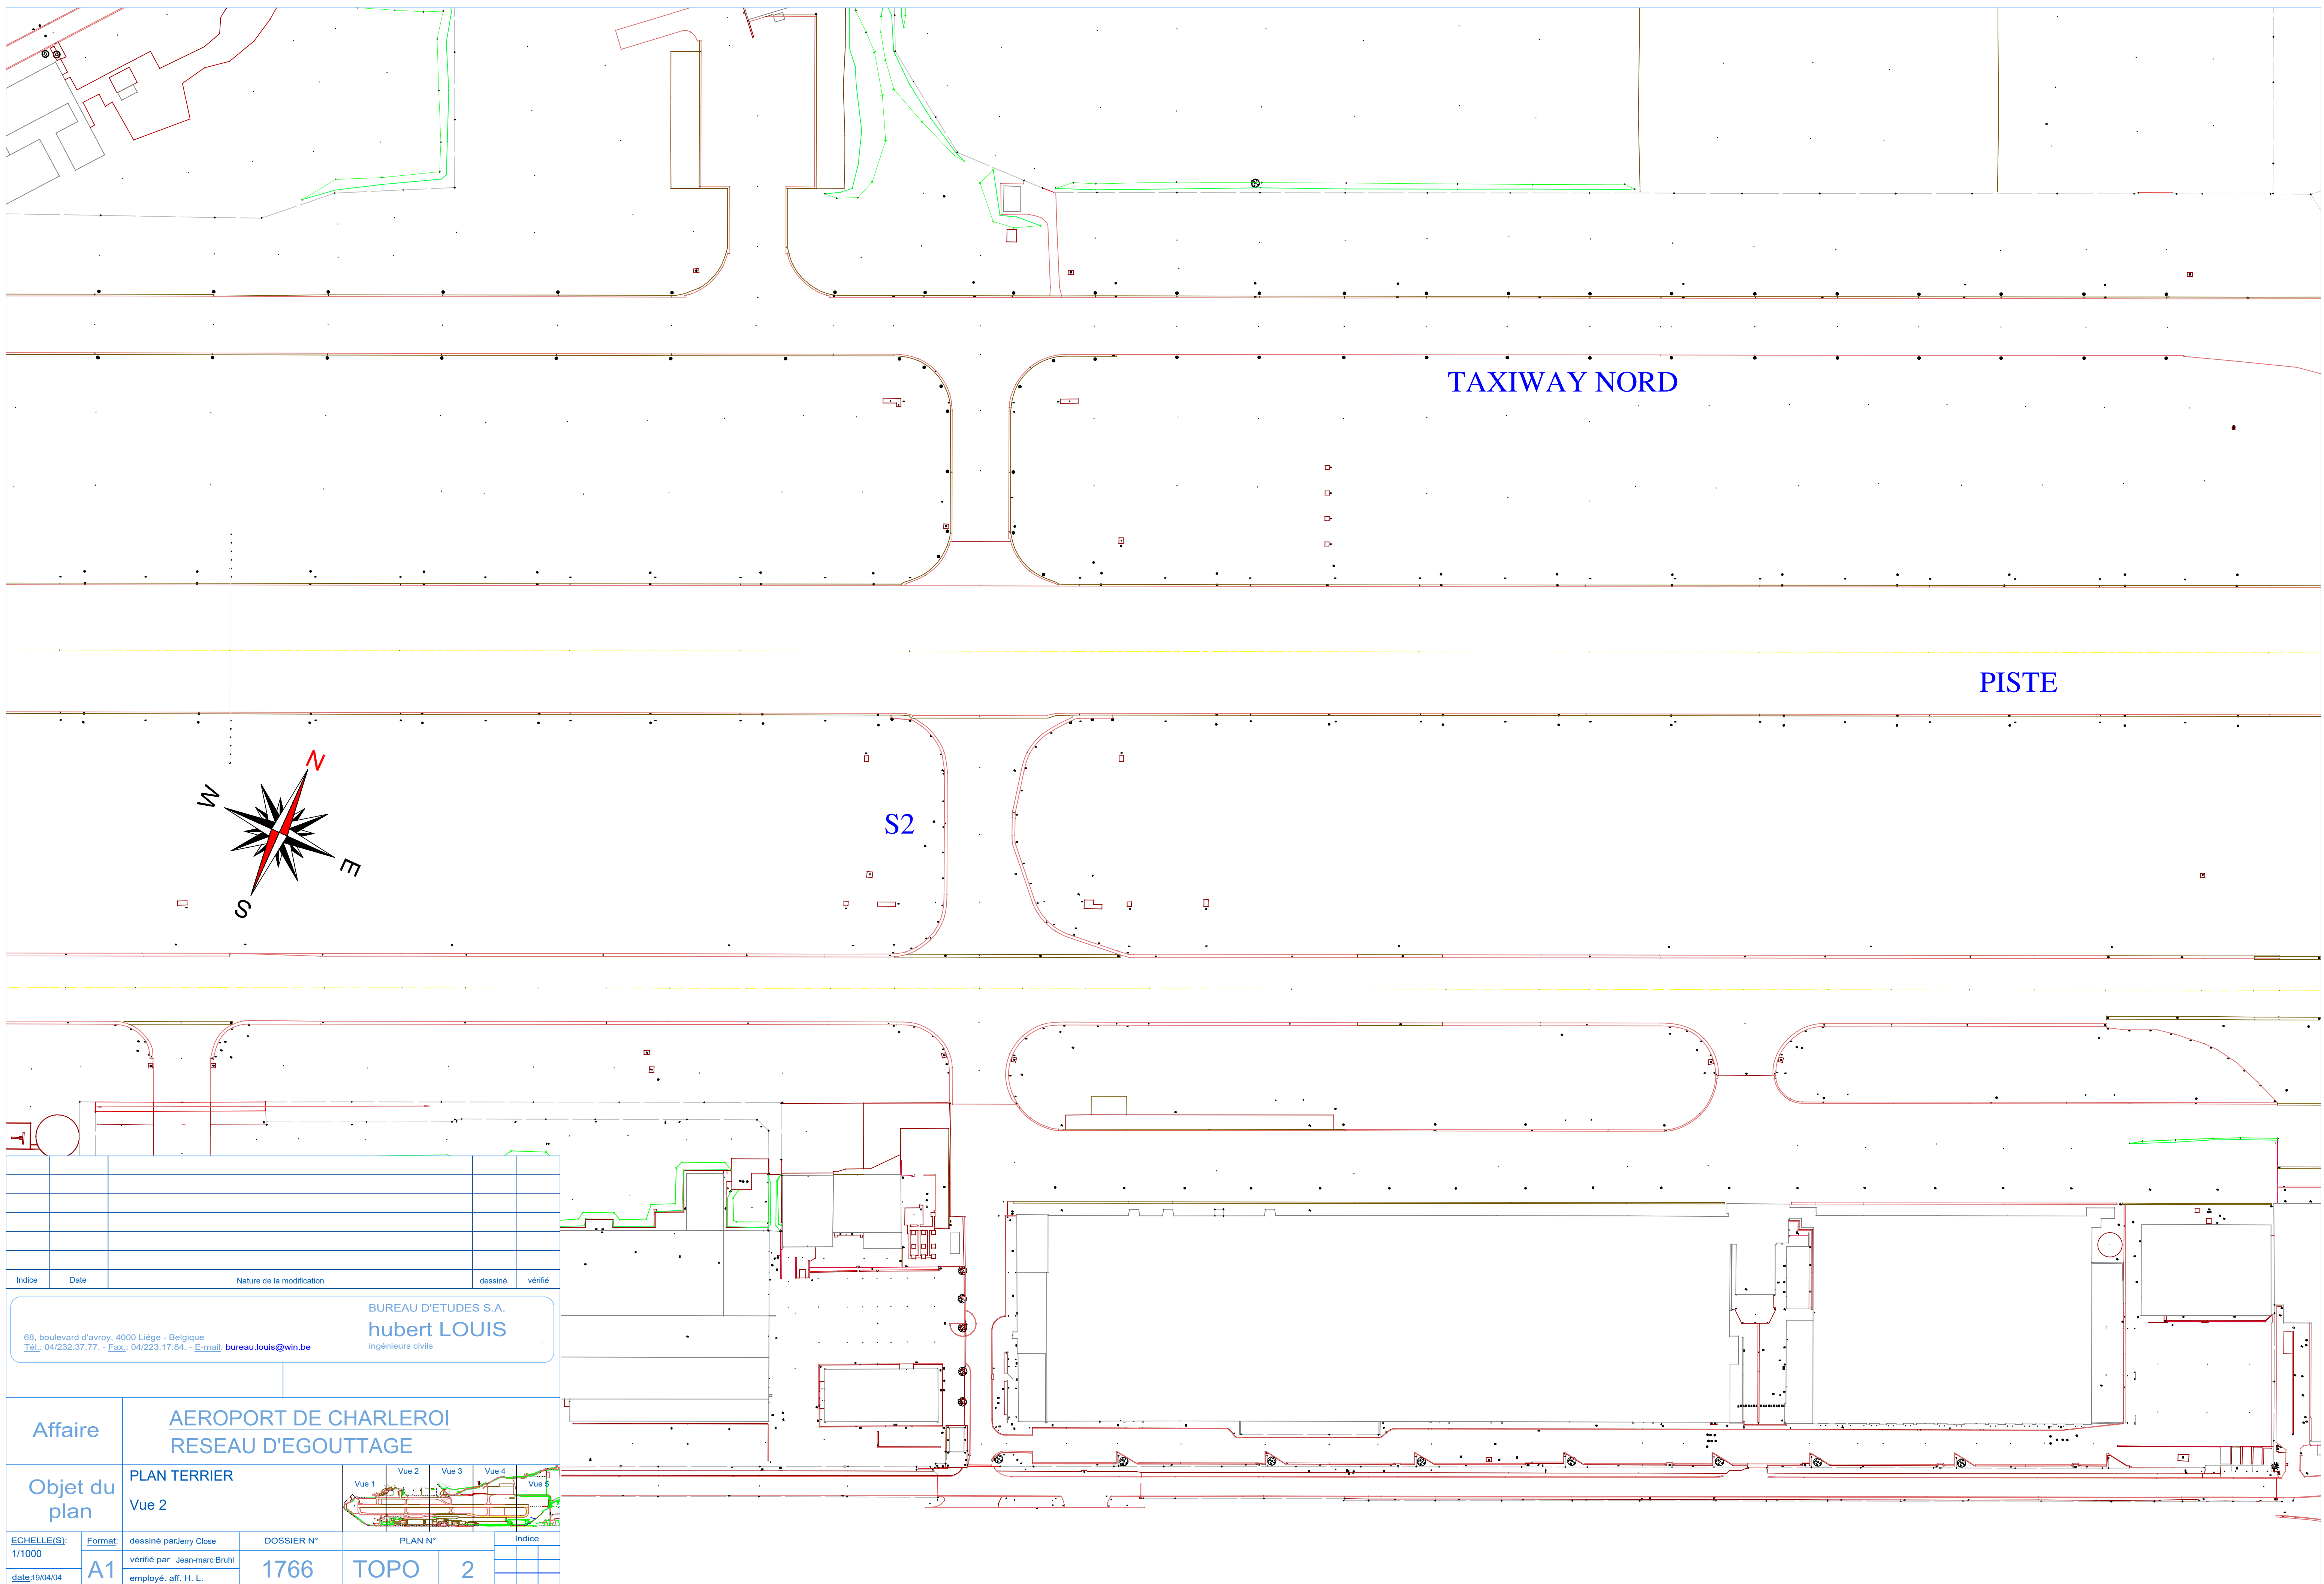 TAXIWAY NORD
PISTE
N
W
E
S
S2
Indice Date Nature de la modification dessiné vérifié
BUREAU D'ETUDES S.A.
hubert LOUIS
ingénieurs civils
68, boulevard d'avroy, 4000 Liège - Belgique
Tél.: 04/232.37.77. - Fax.: 04/223.17.84. - E-mail: bureau.louis@win.be
Affaire
AEROPORT DE CHARLEROI
RESEAU D'EGOUTTAGE
Objet du
plan
PLAN TERRIER
Vue 2
Vue 1 Vue 2 Vue 3 Vue 4 Vue 5
ECHELLE(S):
1/1000
date:19/04/04
Format:
A1
dessiné parJerry Close
vérifié par Jean-marc Bruhl
employé. aff. H. L.
DOSSIER N°
1766
PLAN N°
TOPO 2
Indice